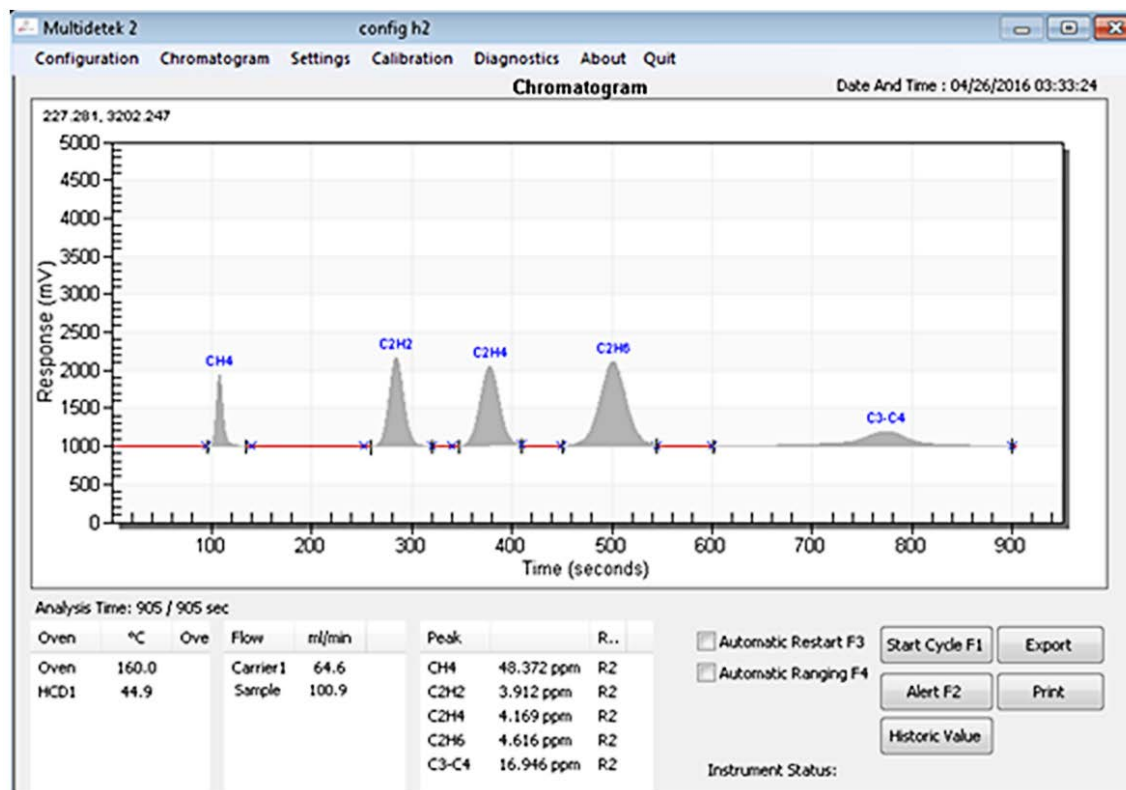 Multidetek 2 config h2
Configuration Chromatogram Settings Calibration Diagnostics About Quit
Chromatogram Date And Time : 04/26/2016 03:33:24
227.281, 3202.247
5000
4500
4000
3500
3000
2500
2000
1500
1000
500
0
Response (mV)
CH4 C2H2 C2H4 C2H6 C3-C4
100 200 300 400 500 600 700 800 900
Time (seconds)
Analysis Time: 905 / 905 sec
Oven °C Ove
Oven 160.0
HCD1 44.9
Flow ml/min
Carrier1 64.6
Sample 100.9
Peak R..
CH4 48.372 ppm R2
C2H2 3.912 ppm R2
C2H4 4.169 ppm R2
C2H6 4.616 ppm R2
C3-C4 16.946 ppm R2
Automatic Restart F3
Automatic Ranging F4
Start Cycle F1 Export
Alert F2 Print
Historic Value
Instrument Status: